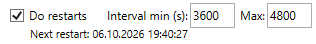 Do restarts Interval min (s): 3600 Max: 4800
Next restart: 06.10.2026 19:40:27